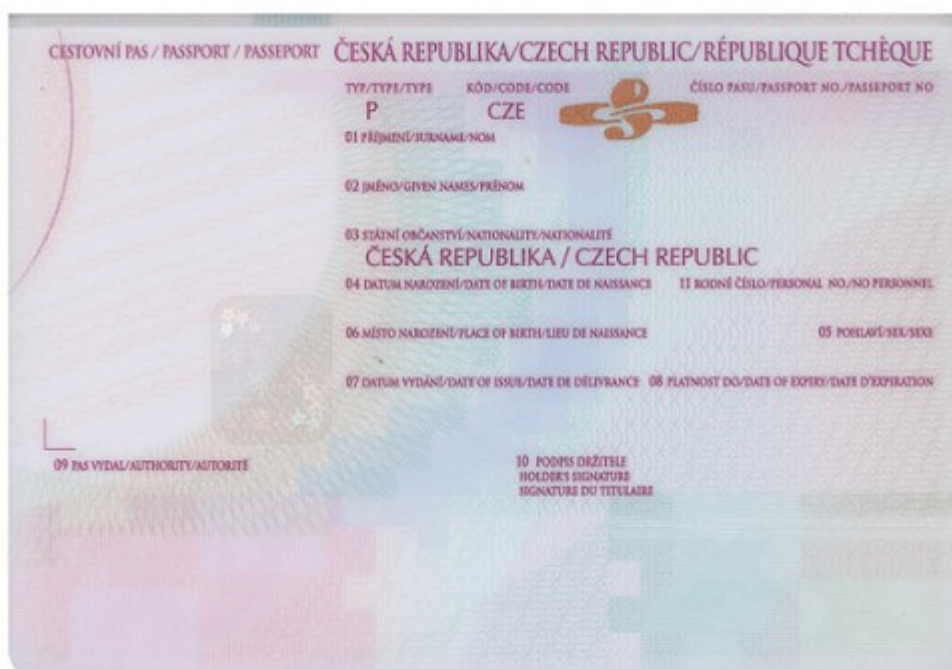 CESTOVNÍ PAS / PASSPORT / PASSEPORT ČESKÁ REPUBLIKA/CZECH REPUBLIC/RÉPUBLIQUE TCHÈQUE
TYP/TYPE/TYPE KÓD/CODE/CODE ČÍSLO PASU/PASSPORT NO./PASSEPORT NO
P CZE
01 PŘÍJMENÍ/SURNAME/NOM
02 JMÉNO/GIVEN NAMES/PRÉNOM
03 STÁTNÍ OBČANSTVÍ/NATIONALITY/NATIONALITÉ
ČESKÁ REPUBLIKA / CZECH REPUBLIC
04 DATUM NAROZENÍ/DATE OF BIRTH/DATE DE NAISSANCE 11 RODNÉ ČÍSLO/PERSONAL NO./NO PERSONNEL
06 MÍSTO NAROZENÍ/PLACE OF BIRTH/LIEU DE NAISSANCE 05 POHLAVÍ/SEX/SEXE
07 DATUM VYDÁNÍ/DATE OF ISSUE/DATE DE DÉLIVRANCE 08 PLATNOST DO/DATE OF EXPIRY/DATE D'EXPIRATION
09 PAS VYDAL/AUTHORITY/AUTORITÉ
10 PODPIS DRŽITELE
HOLDER'S SIGNATURE
SIGNATURE DU TITULAIRE